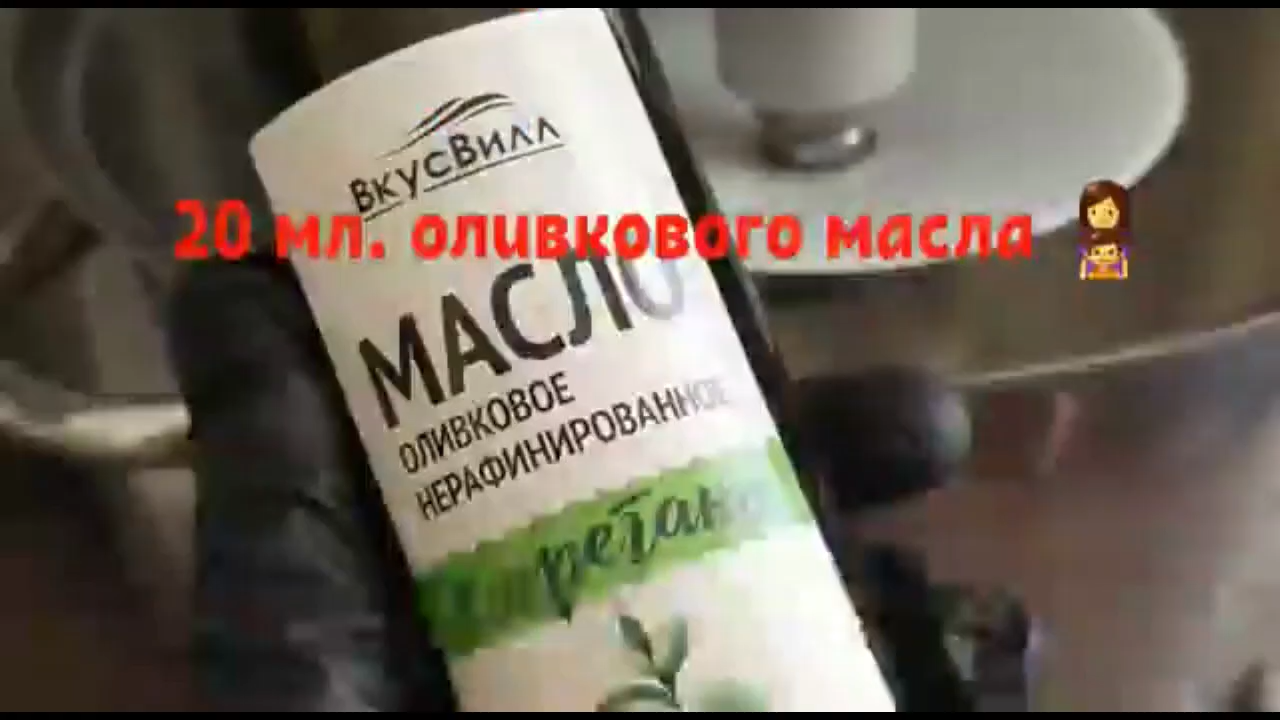 ВкусВилл
20 мл. оливкового масла
МАСЛО
ОЛИВКОВОЕ
НЕРАФИНИРОВАННОЕ